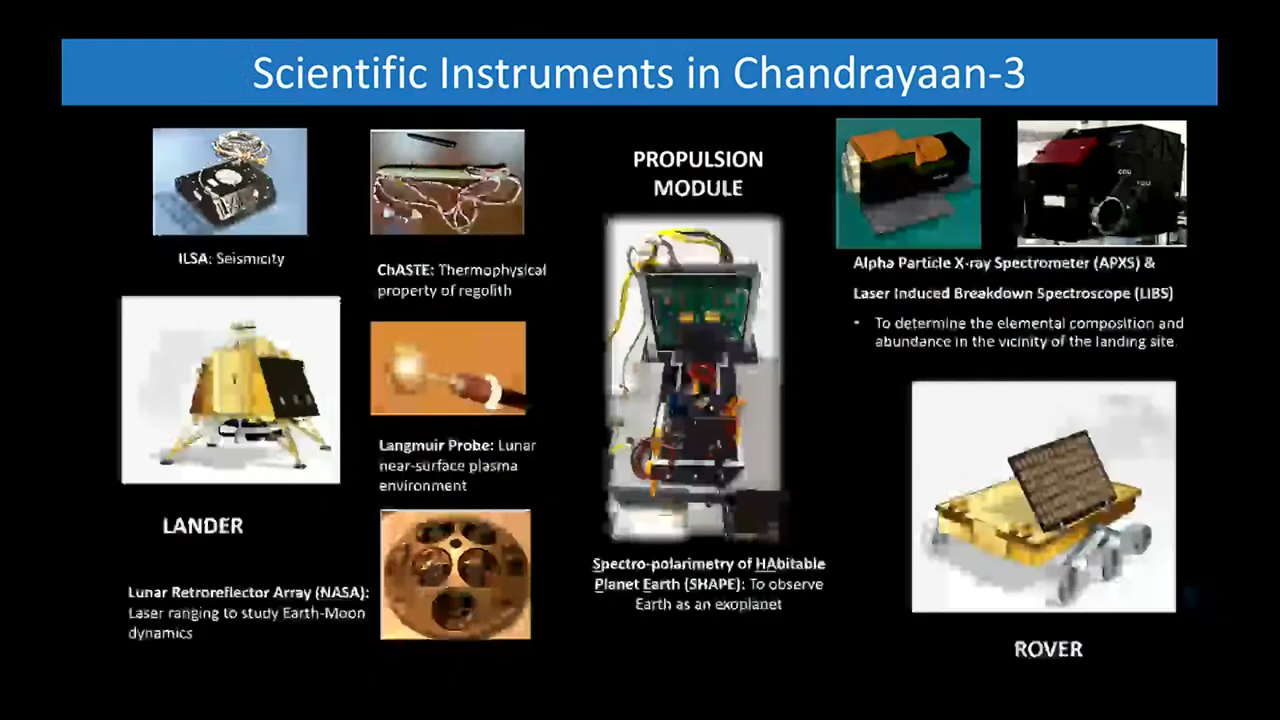 Scientific Instruments in Chandrayaan-3
ILSA: Seismicity
ChASTE: Thermophysical
property of regolith
Langmuir Probe: Lunar
near-surface plasma
environment
LANDER
Lunar Retroreflector Array (NASA):
Laser ranging to study Earth-Moon
dynamics
PROPULSION
MODULE
Spectro-polarimetry of HAbitable
Planet Earth (SHAPE): To observe
Earth as an exoplanet
Alpha Particle X-ray Spectrometer (APXS) &
Laser Induced Breakdown Spectroscope (LIBS)
• To determine the elemental composition and
abundance in the vicinity of the landing site
ROVER